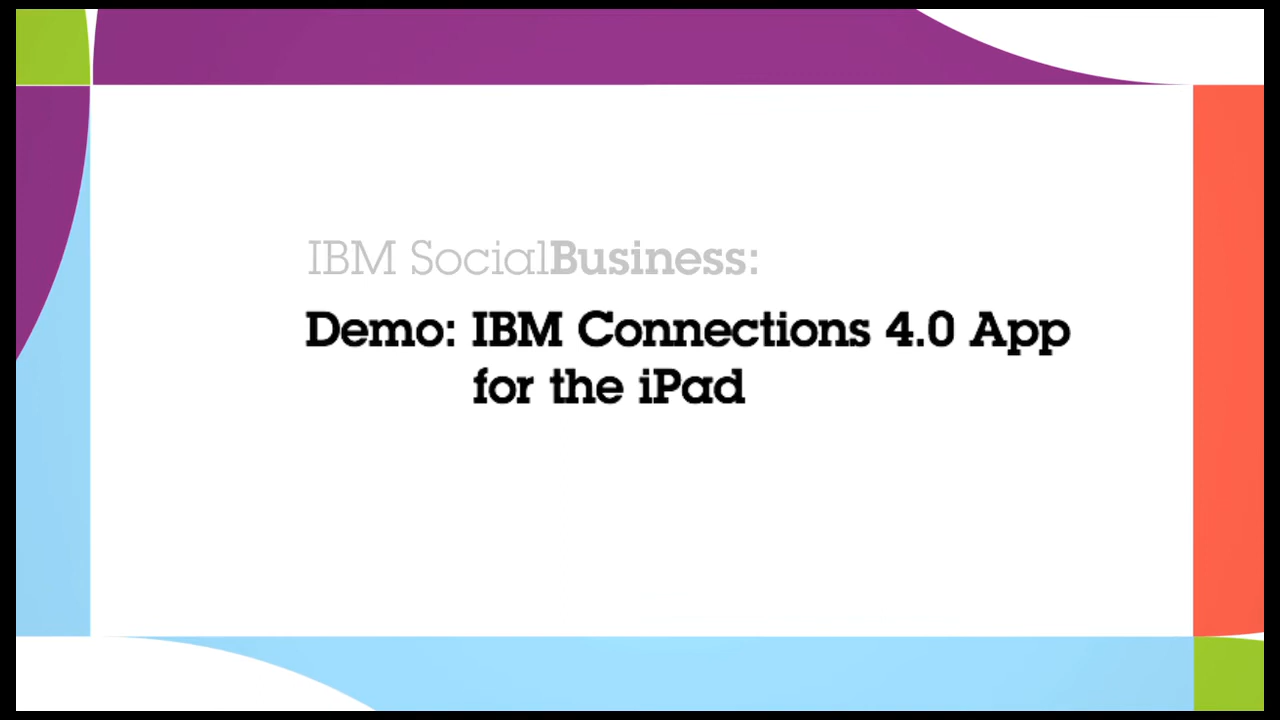 IBM SocialBusiness:
Demo: IBM Connections 4.0 App
for the iPad